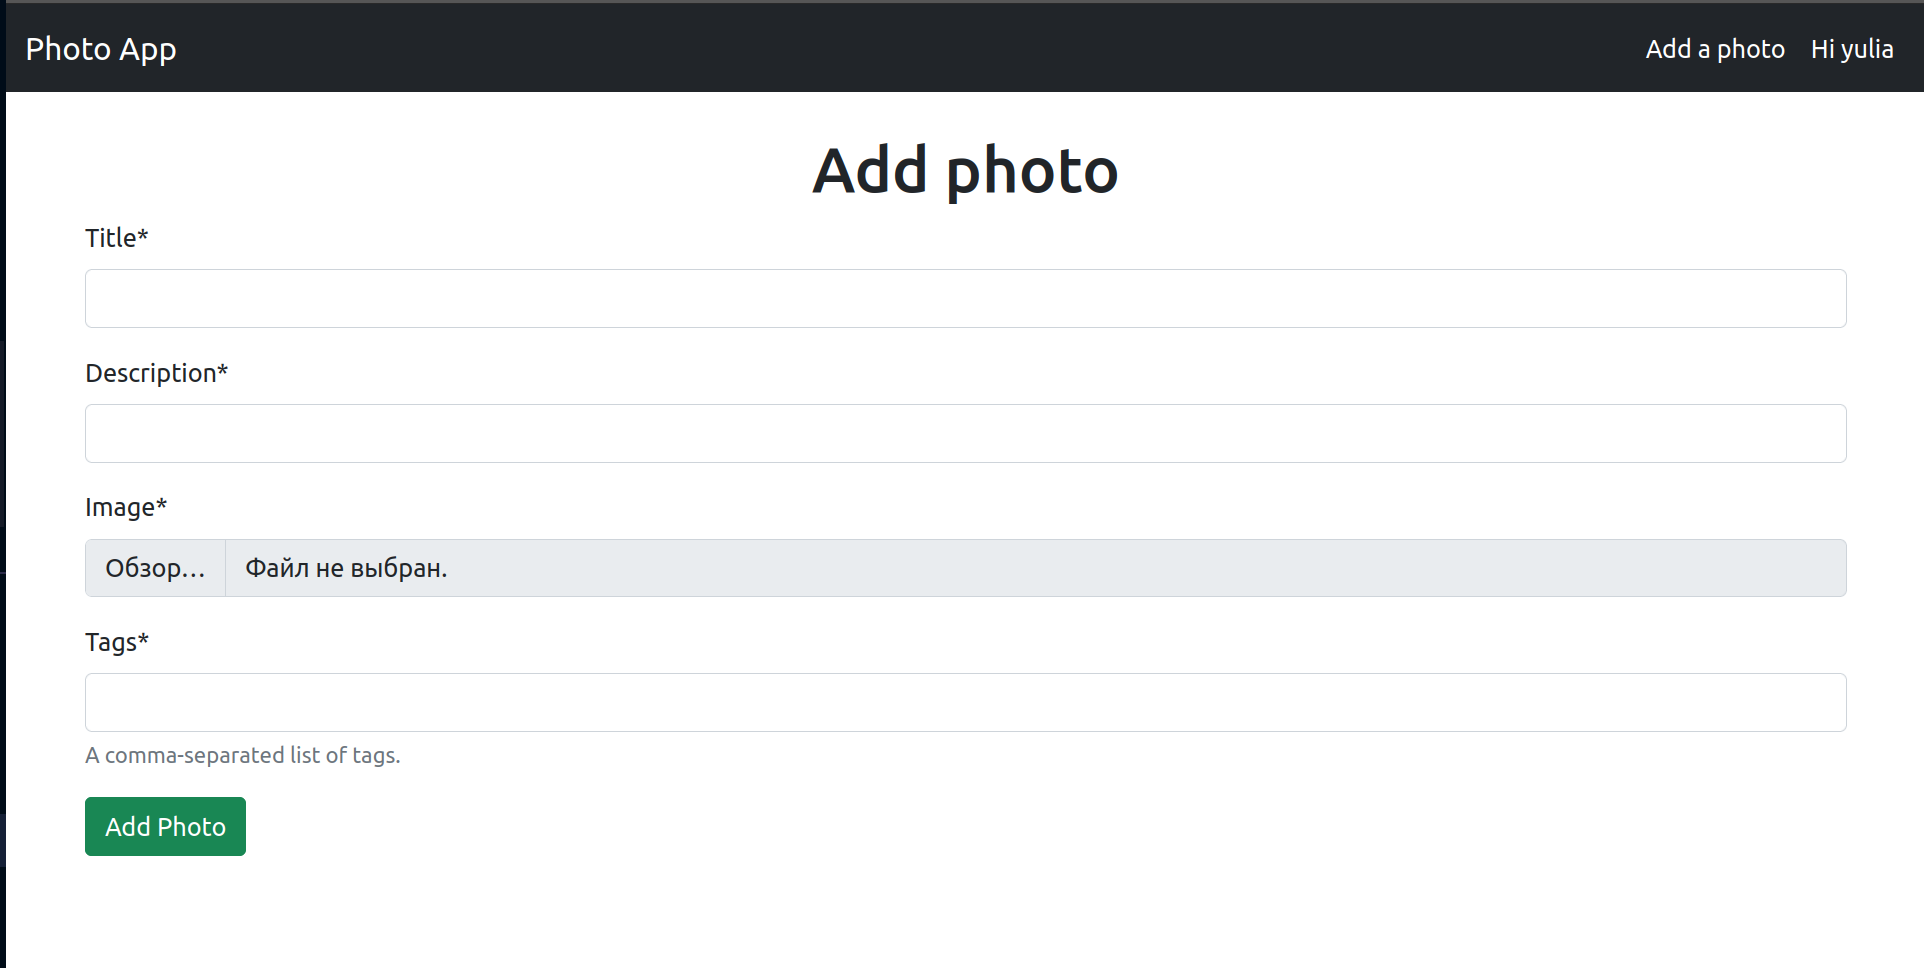 Photo App
Add a photo Hi yulia
Add photo
Title*
Description*
Image*
Обзор... Файл не выбран.
Tags*
A comma-separated list of tags.
Add Photo